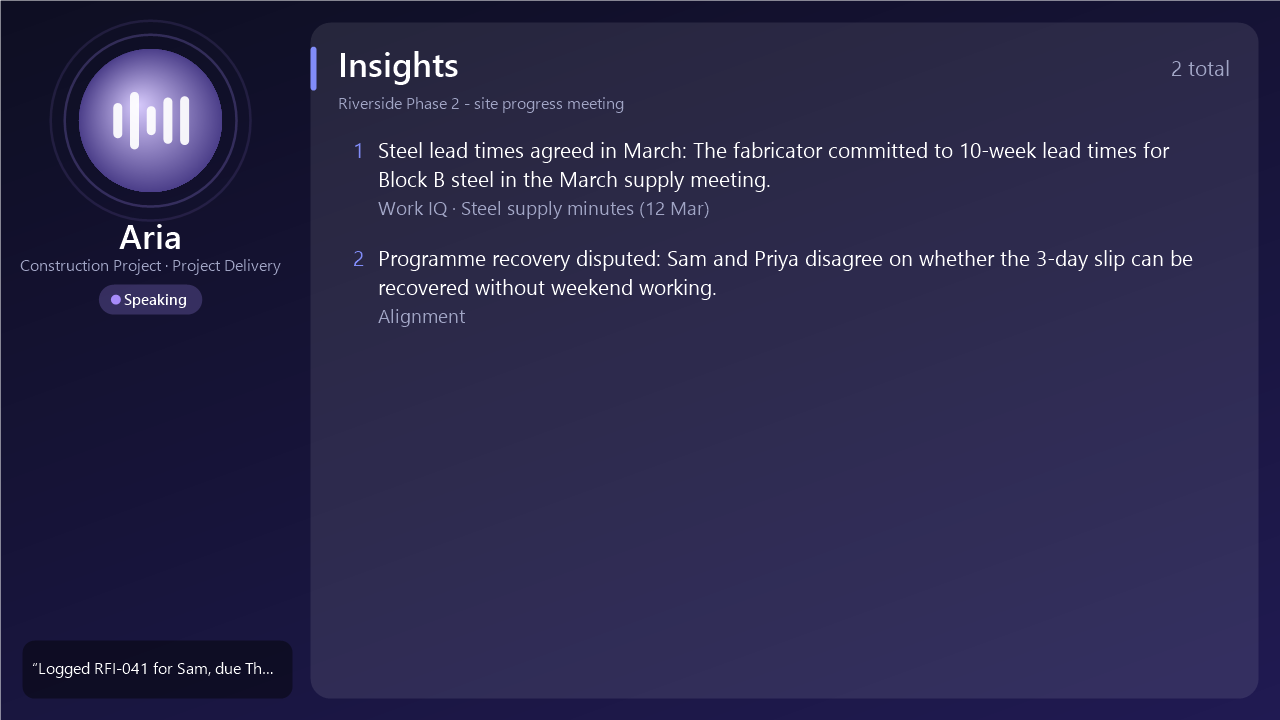 Aria
Construction Project · Project Delivery
Speaking
“Logged RFI-041 for Sam, due Th...
Insights
2 total
Riverside Phase 2 - site progress meeting
1 Steel lead times agreed in March: The fabricator committed to 10-week lead times for
Block B steel in the March supply meeting.
Work IQ · Steel supply minutes (12 Mar)
2 Programme recovery disputed: Sam and Priya disagree on whether the 3-day slip can be
recovered without weekend working.
Alignment